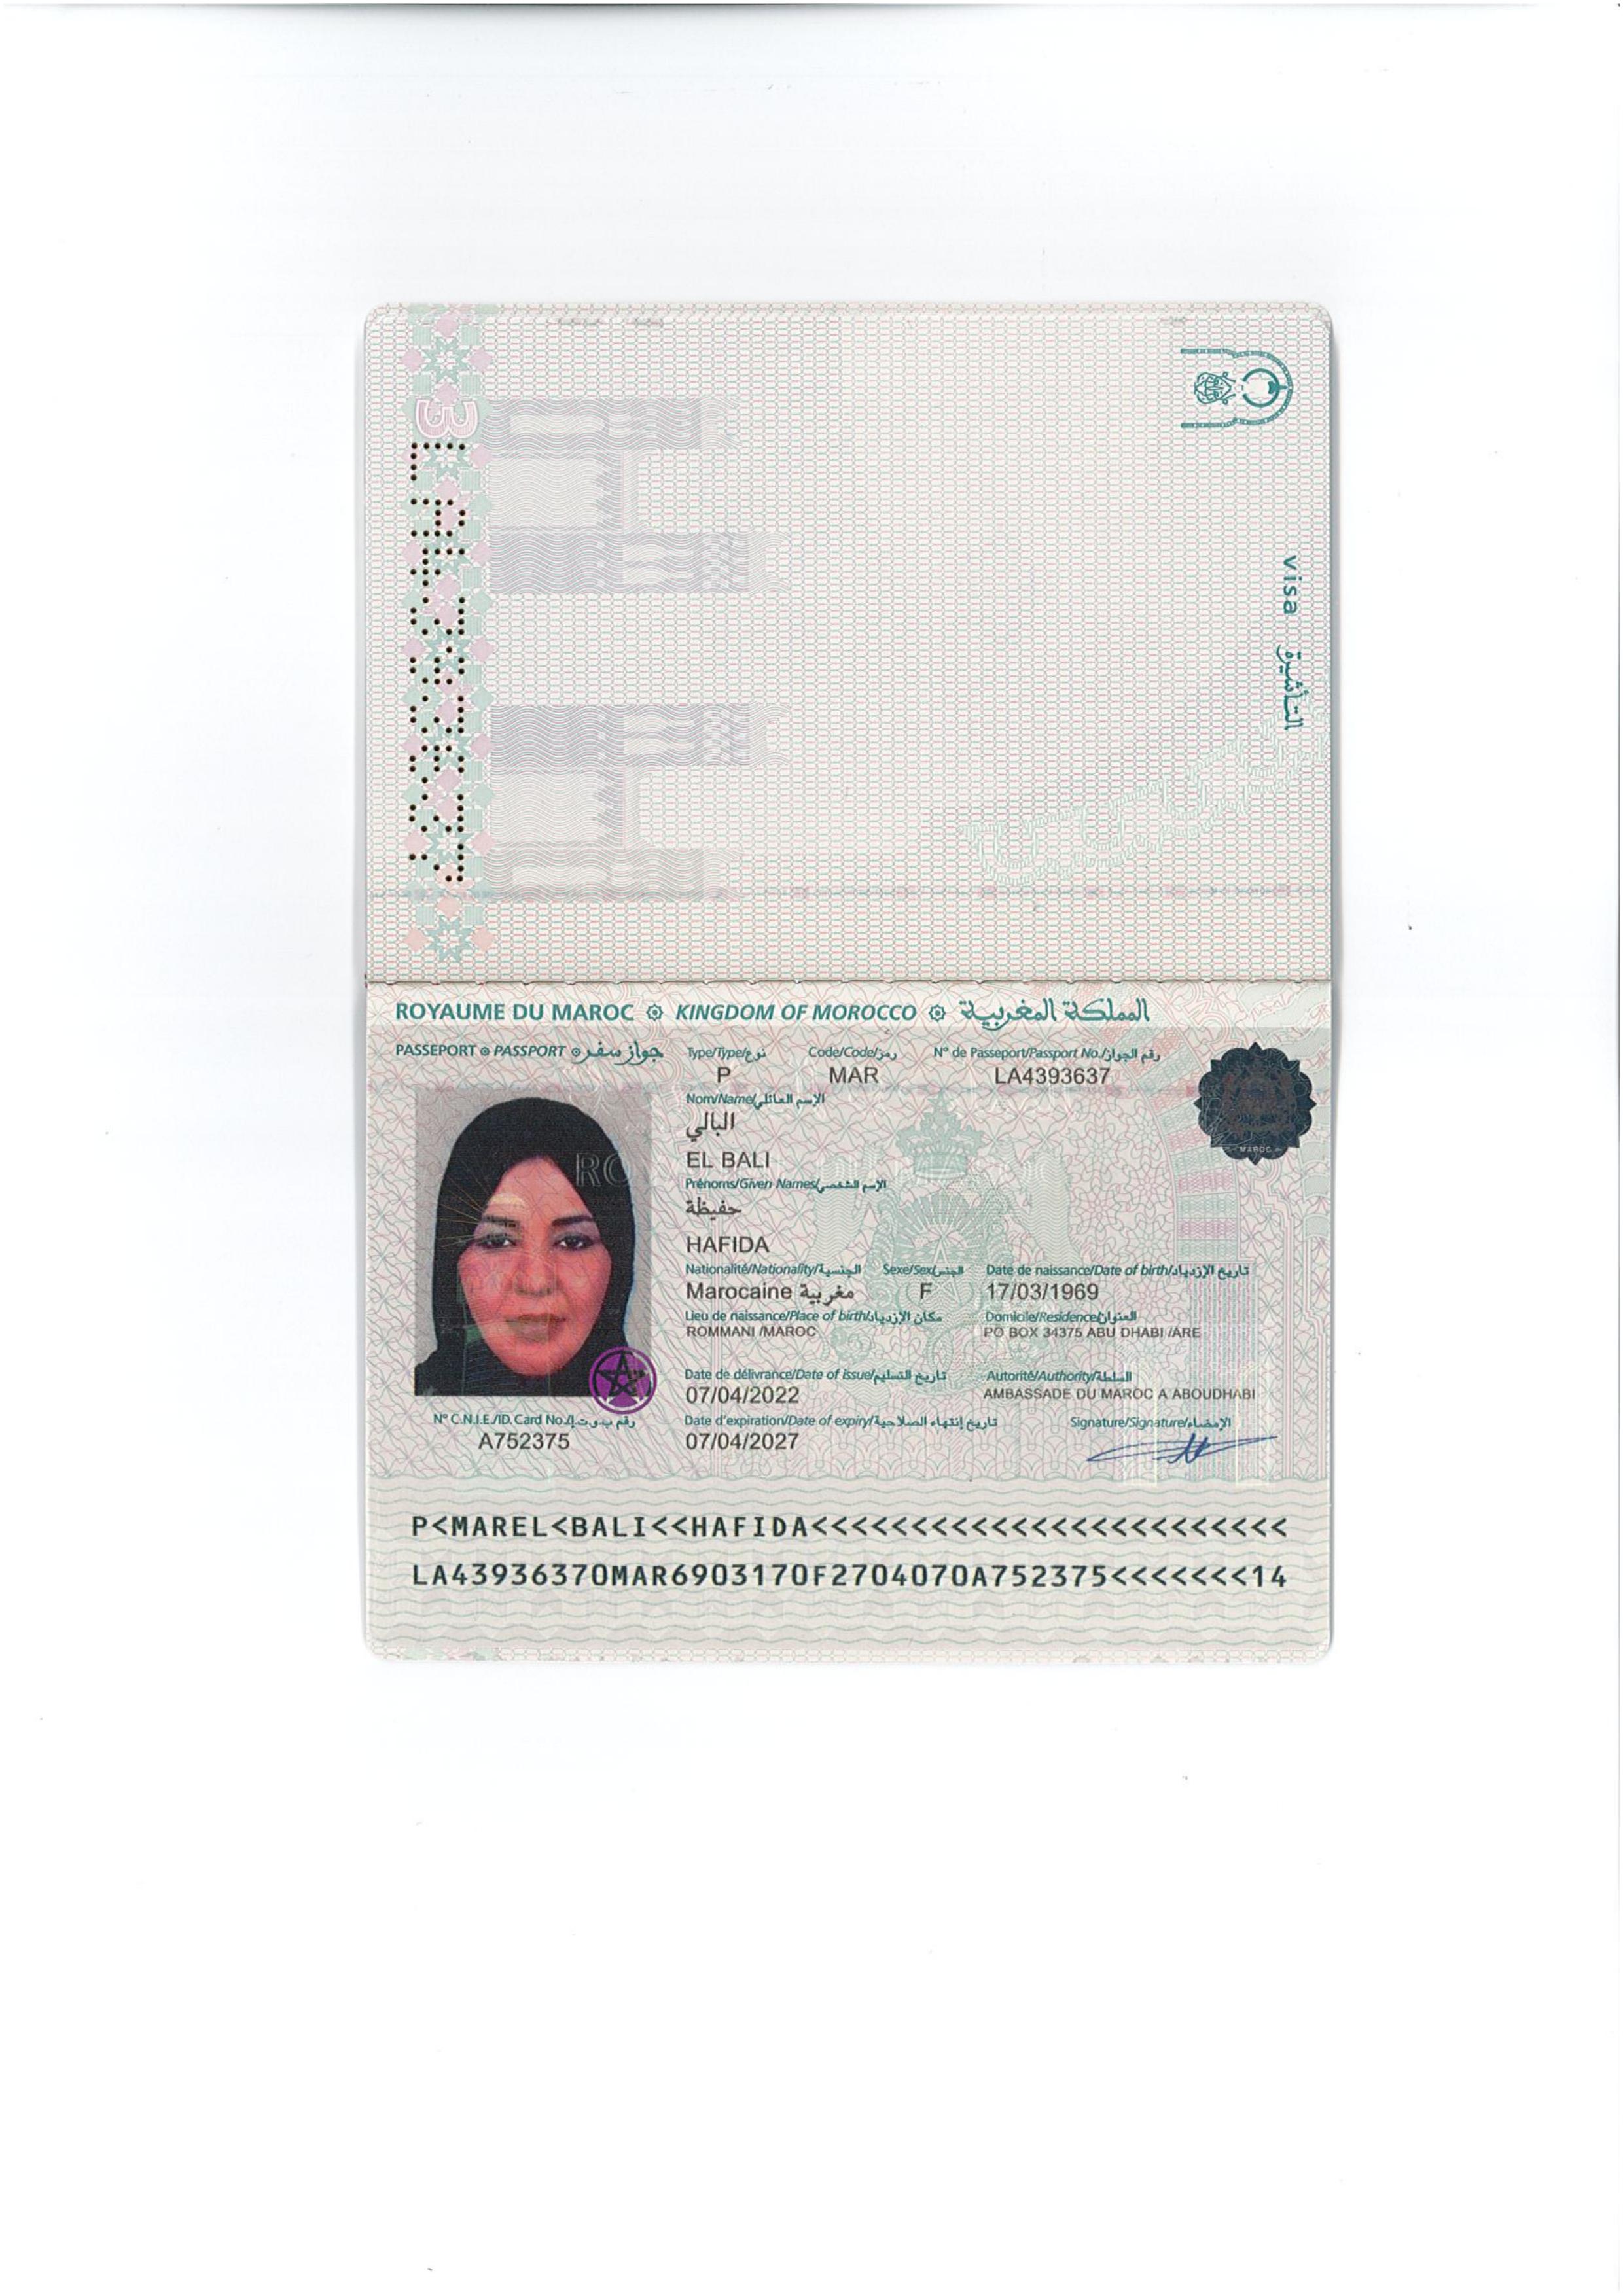 visa التأشيرة
3
LA4393637
ROYAUME DU MAROC KINGDOM OF MOROCCO المملكة المغربية
PASSEPORT PASSPORT جواز سفر
Type/Type/نوع Code/Code/رمز N° de Passeport/Passport No./رقم الجواز
P MAR LA4393637
Nom/Name/الإسم العائلي
البالي
EL BALI
Prénoms/Given Names/الإسم الشخصي
حفيظة
HAFIDA
Nationalité/Nationality/الجنسية Sexe/Sex/الجنس Date de naissance/Date of birth/تاريخ الإزدياد
Marocaine مغربية F 17/03/1969
Lieu de naissance/Place of birth/مكان الإزدياد Domicile/Residence/العنوان
ROMMANI /MAROC PO BOX 34375 ABU DHABI /ARE
Date de délivrance/Date of issue/تاريخ التسليم Autorité/Authority/السلطة
07/04/2022 AMBASSADE DU MAROC A ABOUDHABI
N° C.N.I.E./ID. Card No./رقم ب.و.ت.إ Date d'expiration/Date of expiry/تاريخ إنتهاء الصلاحية Signature/Signature/الإمضاء
A752375 07/04/2027
MAROC
RO
P<MAREL<BALI<<HAFIDA<<<<<<<<<<<<<<<<<<<<<<<<
LA43936370MAR6903170F2704070A752375<<<<<<<14